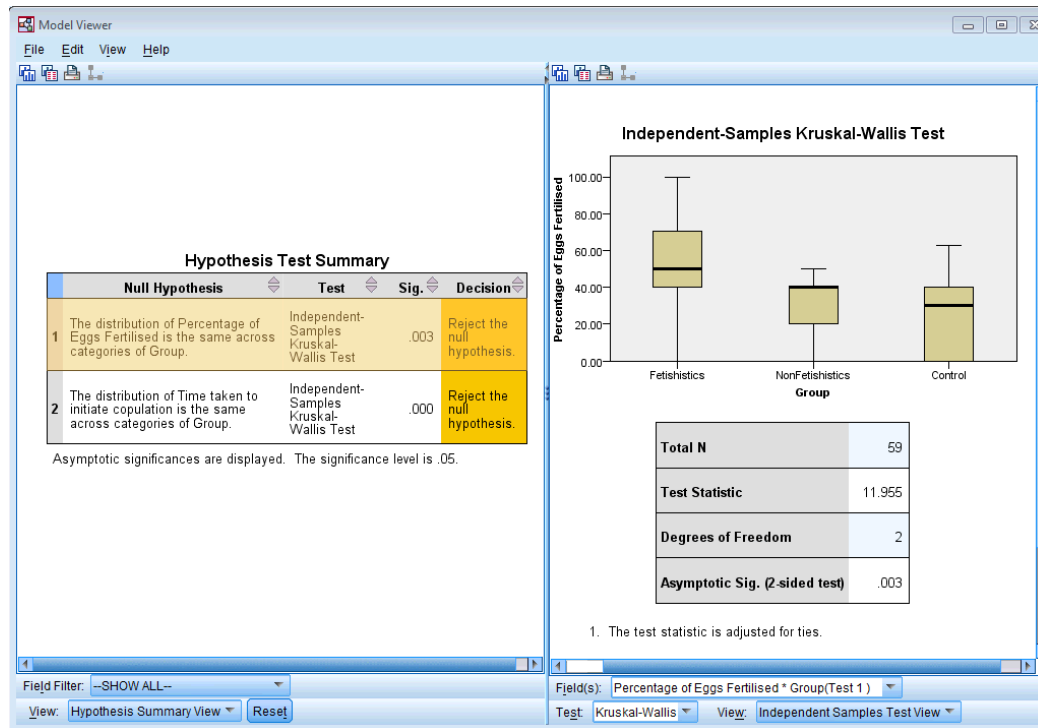 Model Viewer
File Edit View Help
Hypothesis Test Summary
Null Hypothesis Test Sig. Decision
1 The distribution of Percentage of Eggs Fertilised is the same across categories of Group. Independent-Samples Kruskal-Wallis Test .003 Reject the null hypothesis.
2 The distribution of Time taken to initiate copulation is the same across categories of Group. Independent-Samples Kruskal-Wallis Test .000 Reject the null hypothesis.
Asymptotic significances are displayed. The significance level is .05.
Field Filter: --SHOW ALL--
View: Hypothesis Summary View Reset
Independent-Samples Kruskal-Wallis Test
Percentage of Eggs Fertilised
100.00
80.00
60.00
40.00
20.00
0.00
Fetishistics NonFetishistics Control
Group
Total N 59
Test Statistic 11.955
Degrees of Freedom 2
Asymptotic Sig. (2-sided test) .003
1. The test statistic is adjusted for ties.
Field(s): Percentage of Eggs Fertilised * Group(Test 1 )
Test: Kruskal-Wallis View: Independent Samples Test View